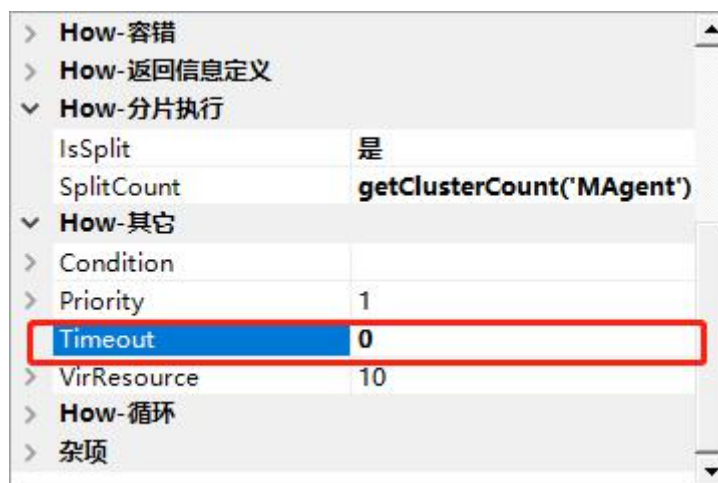 How-容错
How-返回信息定义
How-分片执行
IsSplit 是
SplitCount getClusterCount('MAgent')
How-其它
Condition
Priority 1
Timeout 0
VirResource 10
How-循环
杂项